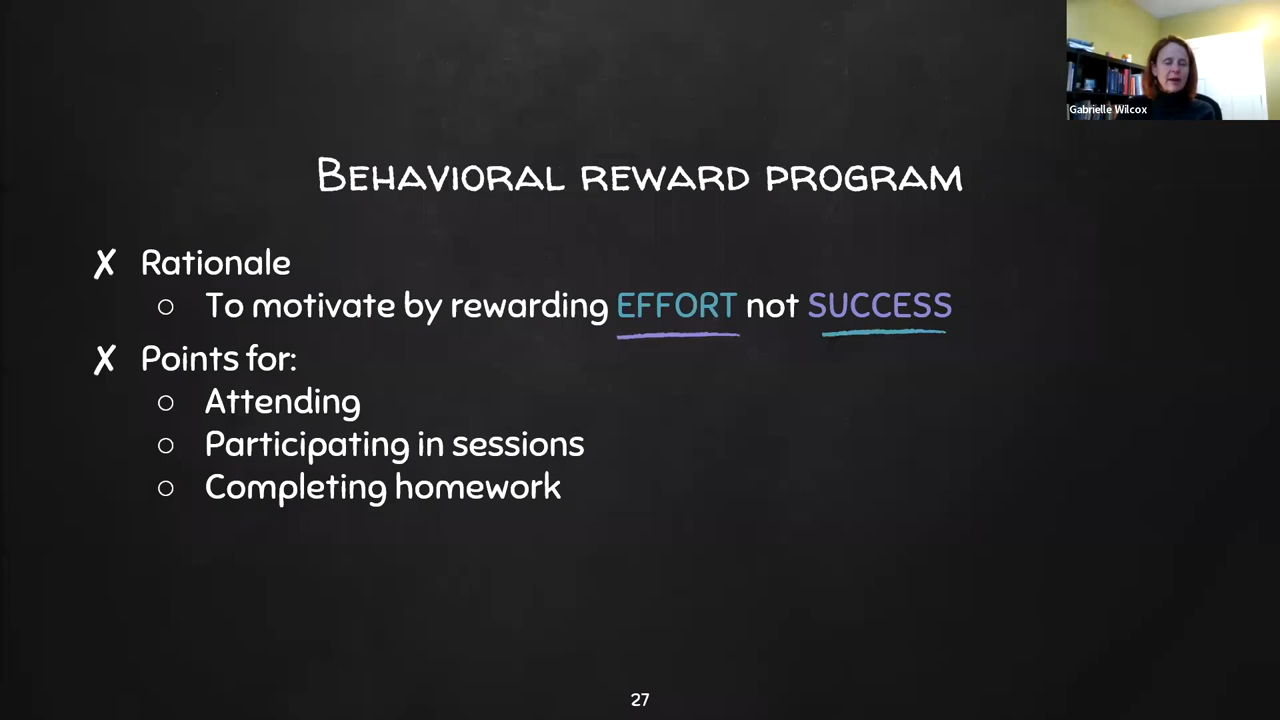 Gabrielle Wilcox
BEHAVIORAL REWARD PROGRAM
✗ Rationale
○ To motivate by rewarding EFFORT not SUCCESS
✗ Points for:
○ Attending
○ Participating in sessions
○ Completing homework
27